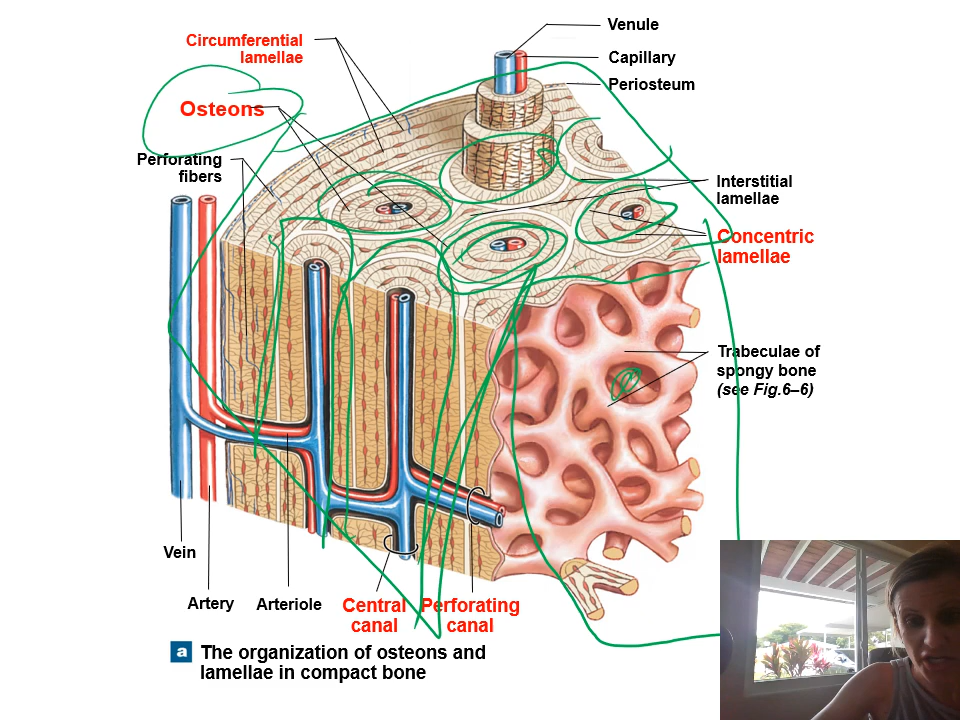 Venule
Circumferential
lamellae
Capillary
Periosteum
Osteons
Perforating
fibers
Interstitial
lamellae
Concentric
lamellae
Trabeculae of
spongy bone
(see Fig.6–6)
Vein
Artery
Arteriole
Central
canal
Perforating
canal
a The organization of osteons and
lamellae in compact bone